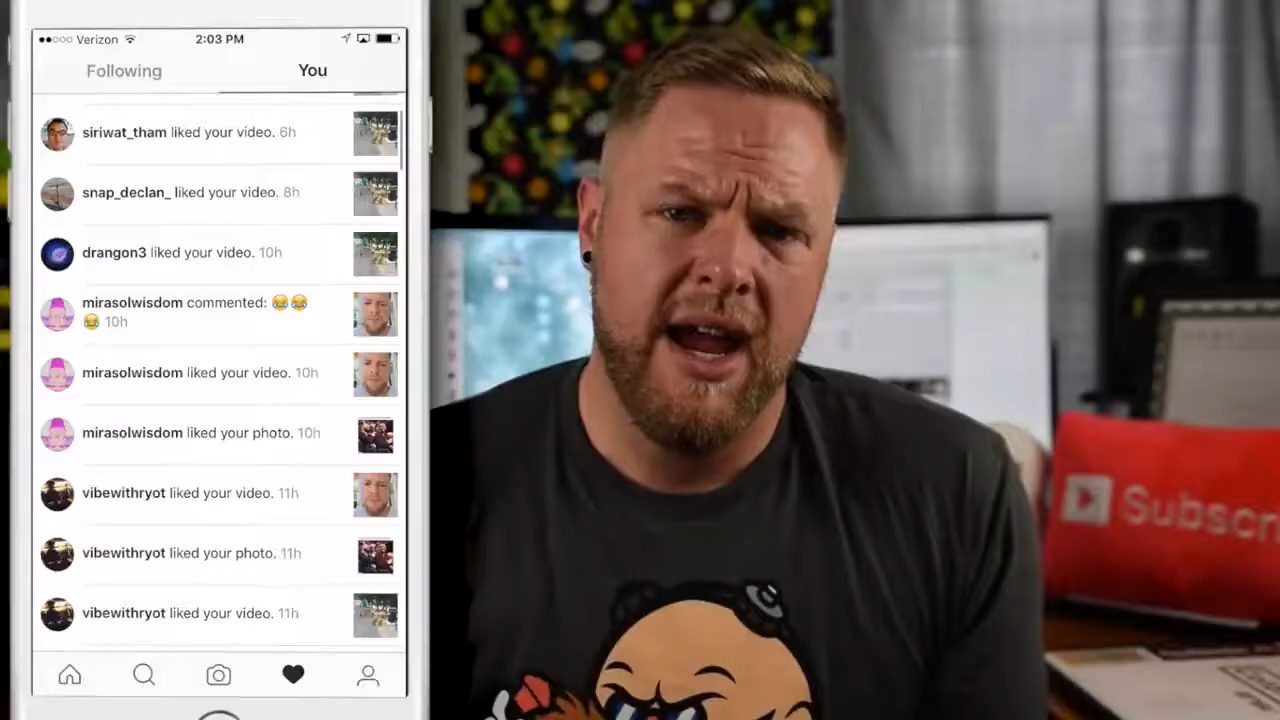 Verizon 2:03 PM
Following You
siriwat_tham liked your video. 6h
snap_declan_ liked your video. 8h
drangon3 liked your video. 10h
mirasolwisdom commented: 😂😂
😂 10h
mirasolwisdom liked your video. 10h
mirasolwisdom liked your photo. 10h
vibewithryot liked your video. 11h
vibewithryot liked your photo. 11h
vibewithryot liked your video. 11h
Subscri